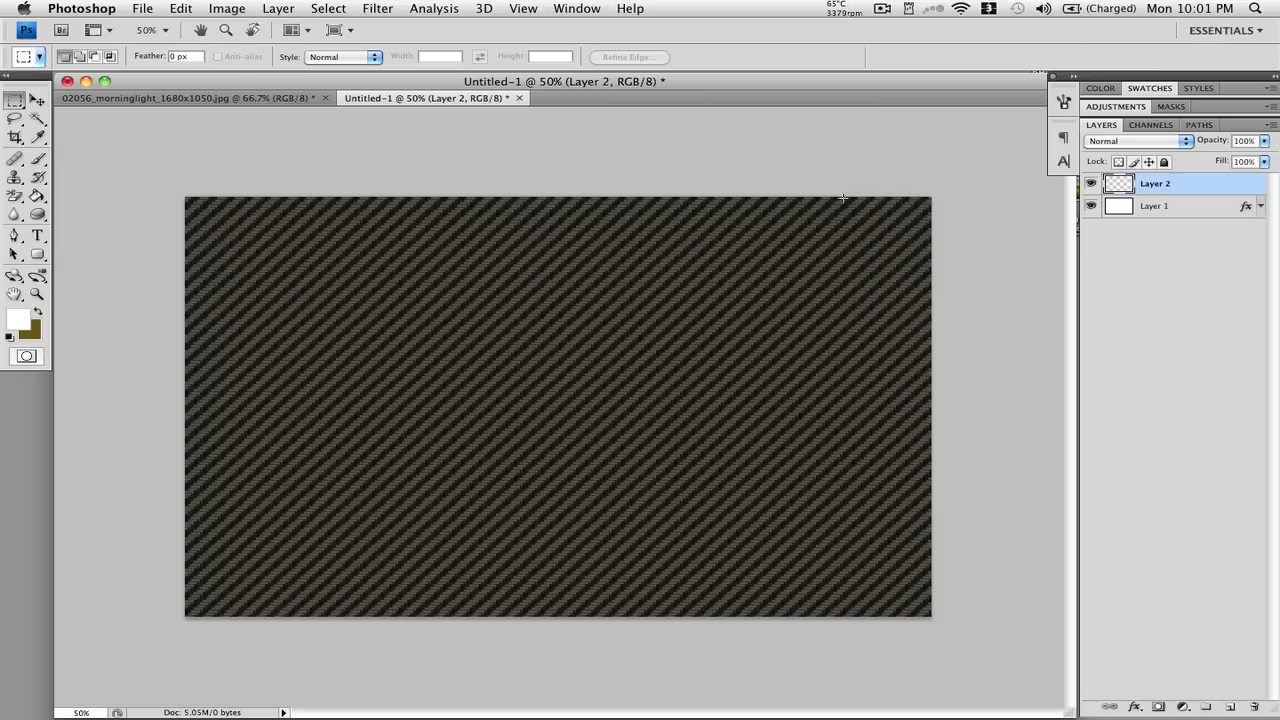 Photoshop File Edit Image Layer Select Filter Analysis 3D View Window Help 65°C 3379rpm 3 (Charged) Mon 10:01 PM
Ps Br 50% ESSENTIALS
Feather: 0 px Anti-alias Style: Normal Width: Height: Refine Edge...
Untitled-1 @ 50% (Layer 2, RGB/8) *
02056_morninglight_1680x1050.jpg @ 66.7% (RGB/8) * Untitled-1 @ 50% (Layer 2, RGB/8) *
COLOR SWATCHES STYLES
ADJUSTMENTS MASKS
LAYERS CHANNELS PATHS
Normal Opacity: 100%
Lock: Fill: 100%
Layer 2
Layer 1 fx
50% Doc: 5.05M/0 bytes